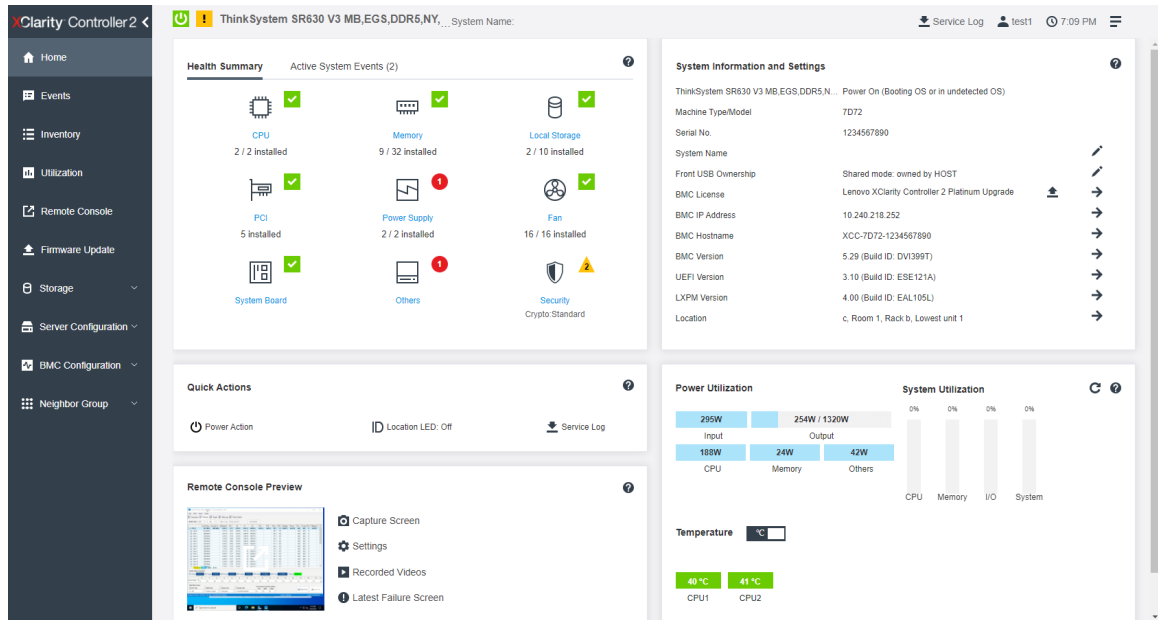 XClarity Controller 2
ThinkSystem SR630 V3 MB,EGS,DDR5,NY,... System Name:
Service Log
test1
7:09 PM
Home
Events
Inventory
Utilization
Remote Console
Firmware Update
Storage
Server Configuration
BMC Configuration
Neighbor Group
Health Summary
Active System Events (2)
CPU
2 / 2 installed
Memory
9 / 32 installed
Local Storage
2 / 10 installed
PCI
5 installed
1
Power Supply
2 / 2 installed
Fan
16 / 16 installed
System Board
1
Others
2
Security
Crypto:Standard
System Information and Settings
ThinkSystem SR630 V3 MB,EGS,DDR5,N... Power On (Booting OS or in undetected OS)
Machine Type/Model 7D72
Serial No. 1234567890
System Name
Front USB Ownership Shared mode: owned by HOST
BMC License Lenovo XClarity Controller 2 Platinum Upgrade
BMC IP Address 10.240.218.252
BMC Hostname XCC-7D72-1234567890
BMC Version 5.29 (Build ID: DVI399T)
UEFI Version 3.10 (Build ID: ESE121A)
LXPM Version 4.00 (Build ID: EAL105L)
Location c, Room 1, Rack b, Lowest unit 1
Quick Actions
Power Action
Location LED: Off
Service Log
Remote Console Preview
Capture Screen
Settings
Recorded Videos
Latest Failure Screen
Power Utilization
295W
254W / 1320W
Input
Output
188W
24W
42W
CPU
Memory
Others
System Utilization
0%
0%
0%
0%
CPU
Memory
I/O
System
Temperature
°C
40 °C
41 °C
CPU1
CPU2